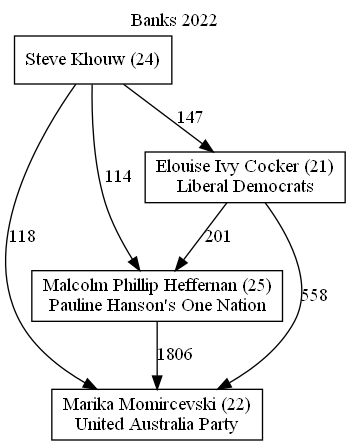 Banks 2022
Steve Khouw (24)
147
Elouise Ivy Cocker (21)
Liberal Democrats
114
118
201
558
Malcolm Phillip Heffernan (25)
Pauline Hanson's One Nation
1806
Marika Momircevski (22)
United Australia Party